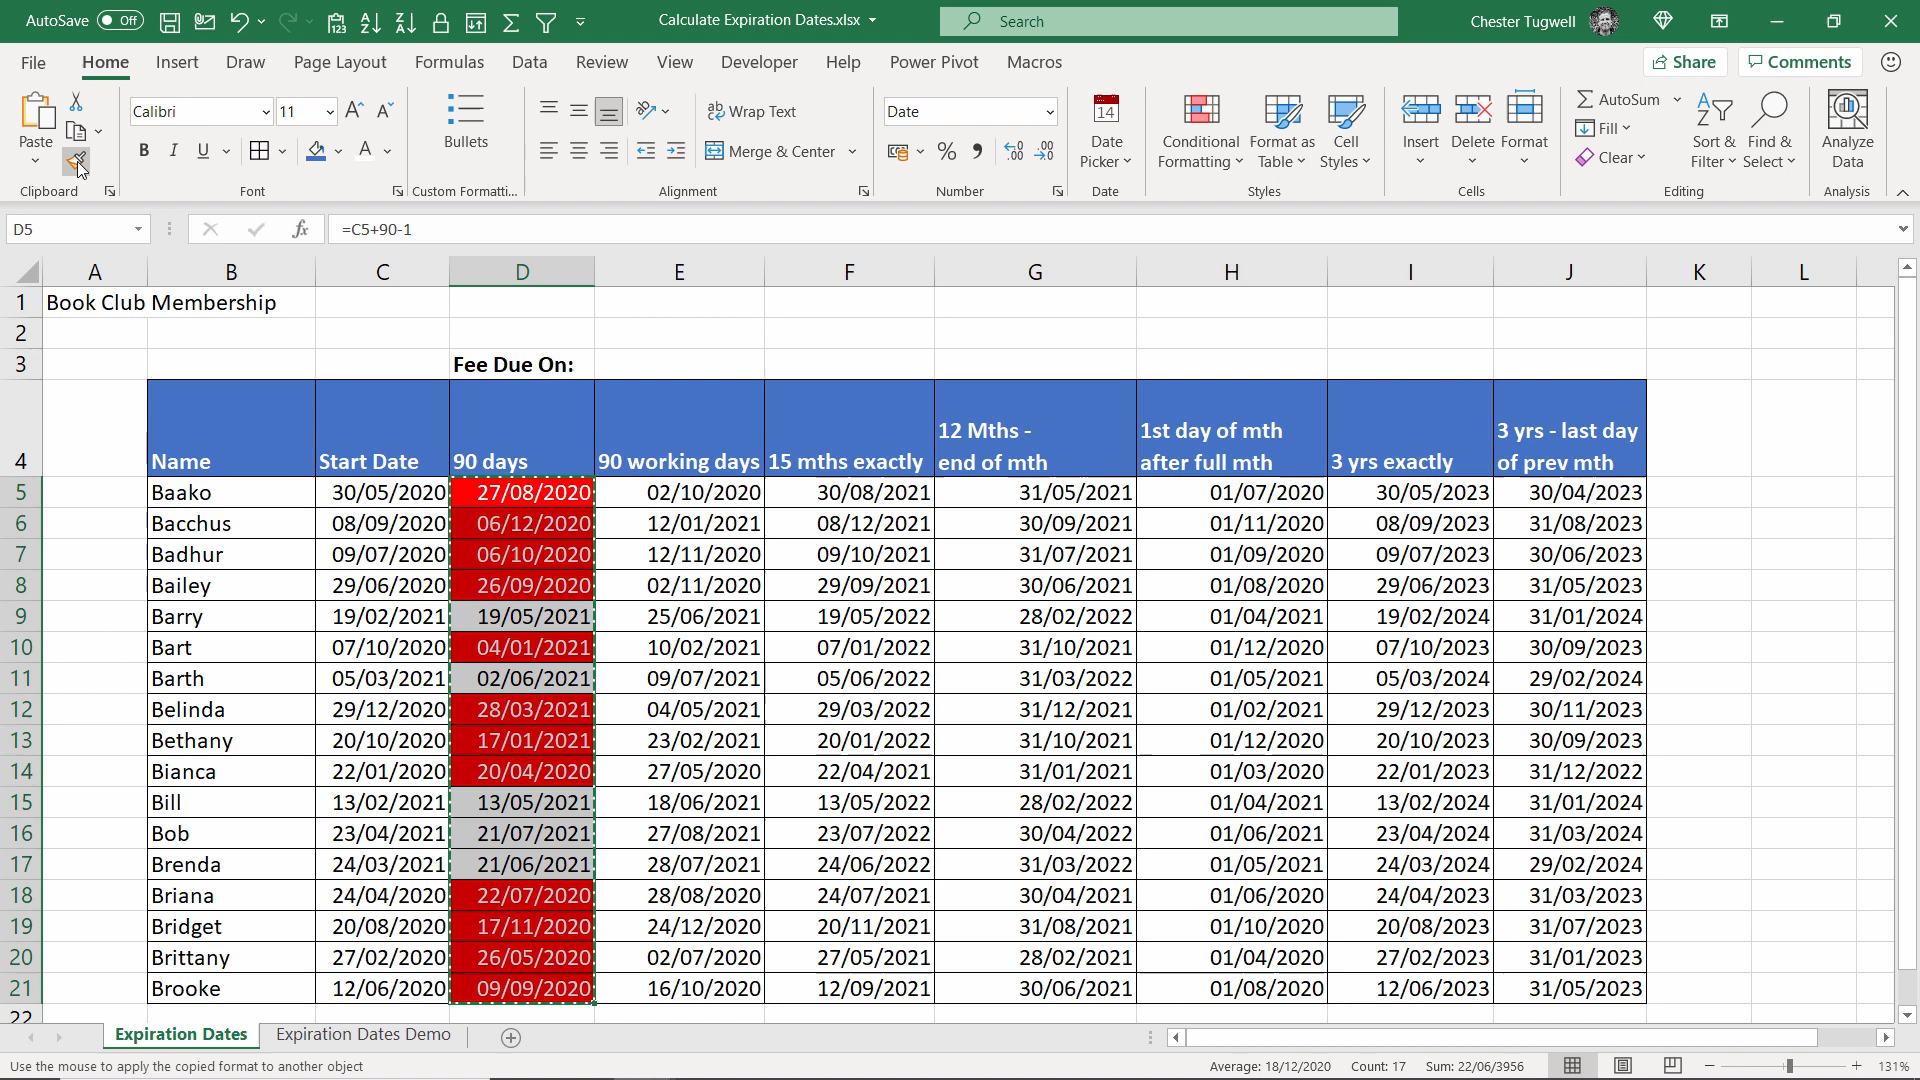 AutoSave Off Calculate Expiration Dates.xlsx Search Chester Tugwell
File Home Insert Draw Page Layout Formulas Data Review View Developer Help Power Pivot Macros Share Comments
Paste Calibri 11 Bullets Wrap Text Merge & Center Date Date Picker Conditional Formatting Format as Table Cell Styles Insert Delete Format AutoSum Fill Clear Sort & Filter Find & Select Analyze Data
Clipboard Font Custom Formatti... Alignment Number Date Styles Cells Editing Analysis
D5 =C5+90-1
A B C D E F G H I J K L
1 Book Club Membership
2
3 Fee Due On:
4 Name Start Date 90 days 90 working days 15 mths exactly 12 Mths - end of mth 1st day of mth after full mth 3 yrs exactly 3 yrs - last day of prev mth
5 Baako 30/05/2020 27/08/2020 02/10/2020 30/08/2021 31/05/2021 01/07/2020 30/05/2023 30/04/2023
6 Bacchus 08/09/2020 06/12/2020 12/01/2021 08/12/2021 30/09/2021 01/11/2020 08/09/2023 31/08/2023
7 Badhur 09/07/2020 06/10/2020 12/11/2020 09/10/2021 31/07/2021 01/09/2020 09/07/2023 30/06/2023
8 Bailey 29/06/2020 26/09/2020 02/11/2020 29/09/2021 30/06/2021 01/08/2020 29/06/2023 31/05/2023
9 Barry 19/02/2021 19/05/2021 25/06/2021 19/05/2022 28/02/2022 01/04/2021 19/02/2024 31/01/2024
10 Bart 07/10/2020 04/01/2021 10/02/2021 07/01/2022 31/10/2021 01/12/2020 07/10/2023 30/09/2023
11 Barth 05/03/2021 02/06/2021 09/07/2021 05/06/2022 31/03/2022 01/05/2021 05/03/2024 29/02/2024
12 Belinda 29/12/2020 28/03/2021 04/05/2021 29/03/2022 31/12/2021 01/02/2021 29/12/2023 30/11/2023
13 Bethany 20/10/2020 17/01/2021 23/02/2021 20/01/2022 31/10/2021 01/12/2020 20/10/2023 30/09/2023
14 Bianca 22/01/2020 20/04/2020 27/05/2020 22/04/2021 31/01/2021 01/03/2020 22/01/2023 31/12/2022
15 Bill 13/02/2021 13/05/2021 18/06/2021 13/05/2022 28/02/2022 01/04/2021 13/02/2024 31/01/2024
16 Bob 23/04/2021 21/07/2021 27/08/2021 23/07/2022 30/04/2022 01/06/2021 23/04/2024 31/03/2024
17 Brenda 24/03/2021 21/06/2021 28/07/2021 24/06/2022 31/03/2022 01/05/2021 24/03/2024 29/02/2024
18 Briana 24/04/2020 22/07/2020 28/08/2020 24/07/2021 30/04/2021 01/06/2020 24/04/2023 31/03/2023
19 Bridget 20/08/2020 17/11/2020 24/12/2020 20/11/2021 31/08/2021 01/10/2020 20/08/2023 31/07/2023
20 Brittany 27/02/2020 26/05/2020 02/07/2020 27/05/2021 28/02/2021 01/04/2020 27/02/2023 31/01/2023
21 Brooke 12/06/2020 09/09/2020 16/10/2020 12/09/2021 30/06/2021 01/08/2020 12/06/2023 31/05/2023
22
Expiration Dates Expiration Dates Demo
Use the mouse to apply the copied format to another object Average: 18/12/2020 Count: 17 Sum: 22/06/3956 131%